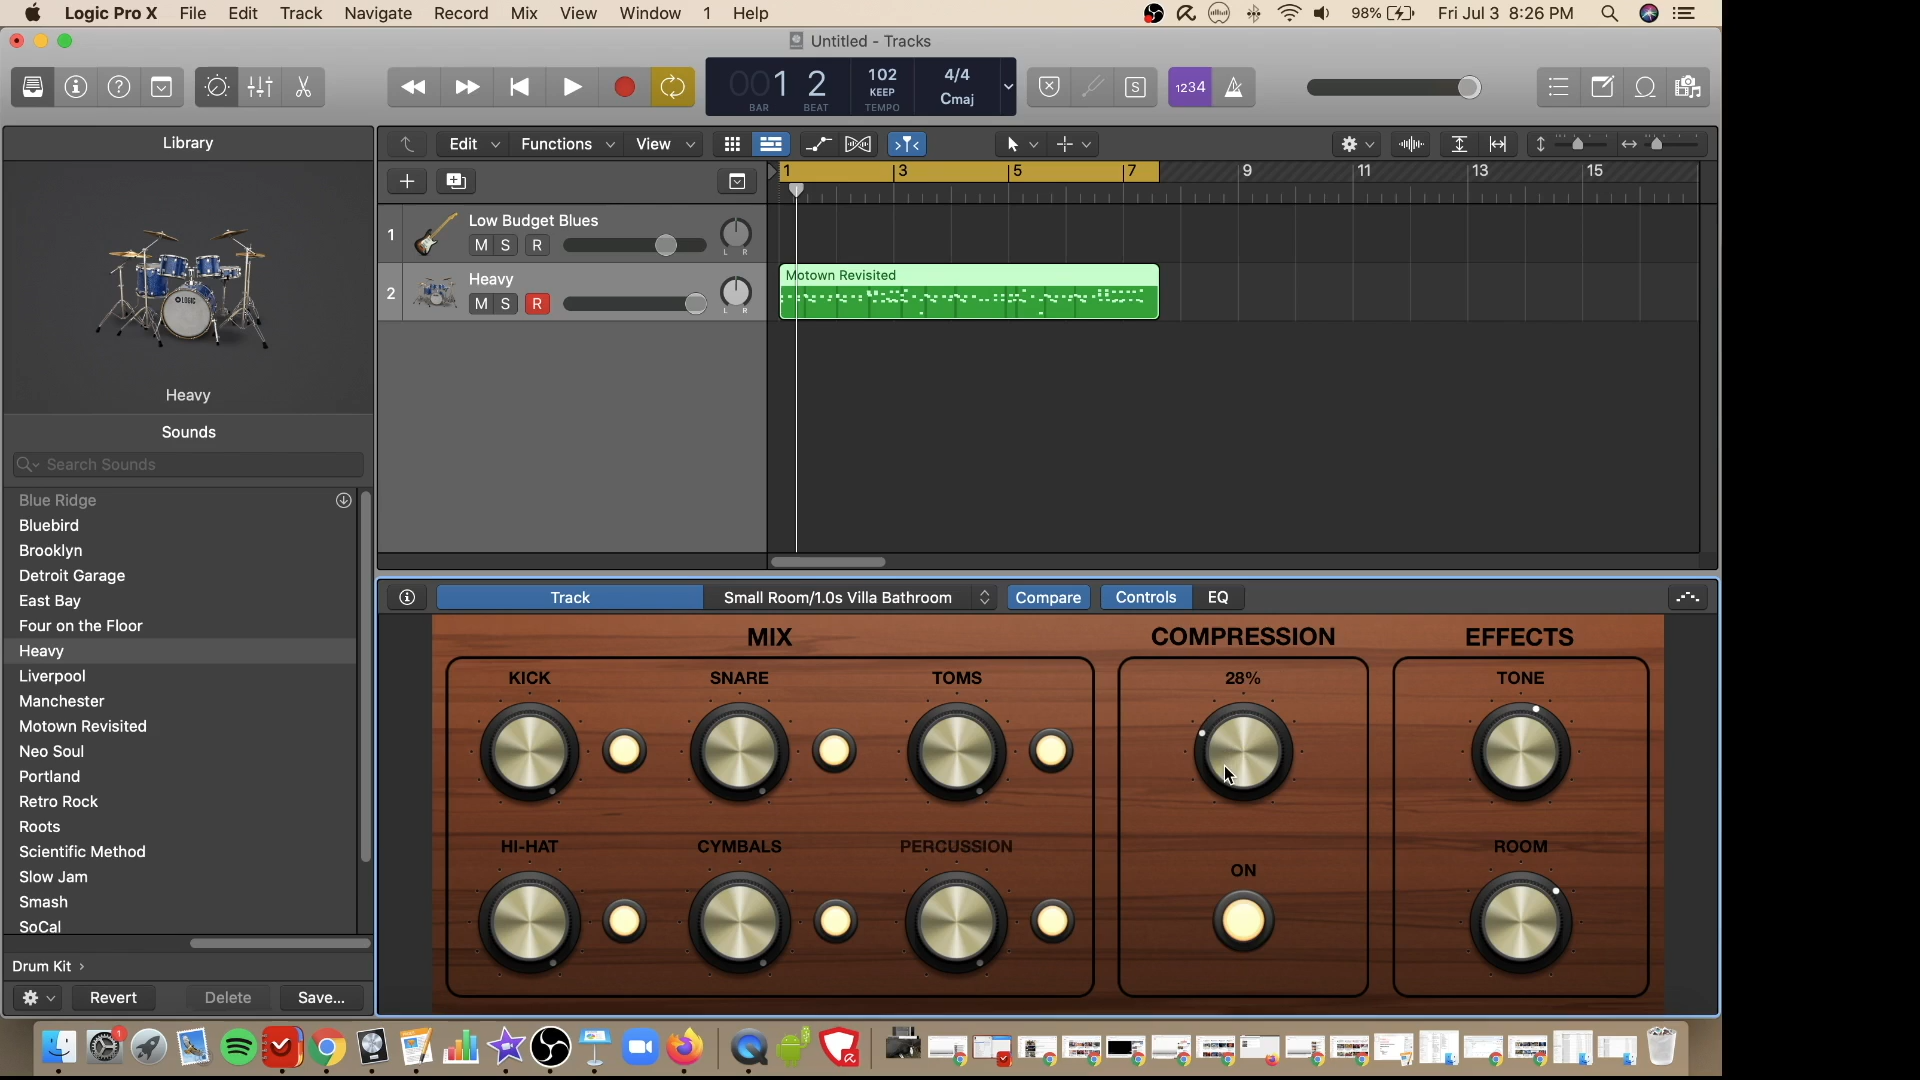 Logic Pro X File Edit Track Navigate Record Mix View Window 1 Help 98% Fri Jul 3 8:26 PM
Untitled - Tracks
001 2 102 4/4
KEEP Cmaj
BAR BEAT TEMPO
S 1234
Library Edit Functions View
1 3 5 7 9 11 13 15
1 Low Budget Blues
M S R L R
2 Heavy
M S R L R
Motown Revisited
LOGIC
Heavy
Sounds
Search Sounds
Blue Ridge
Bluebird
Brooklyn
Detroit Garage
East Bay
Four on the Floor
Heavy
Liverpool
Manchester
Motown Revisited
Neo Soul
Portland
Retro Rock
Roots
Scientific Method
Slow Jam
Smash
SoCal
Drum Kit
Revert Delete Save...
Track Small Room/1.0s Villa Bathroom Compare Controls EQ
MIX COMPRESSION EFFECTS
KICK SNARE TOMS 28% TONE
HI-HAT CYMBALS PERCUSSION ON ROOM
1